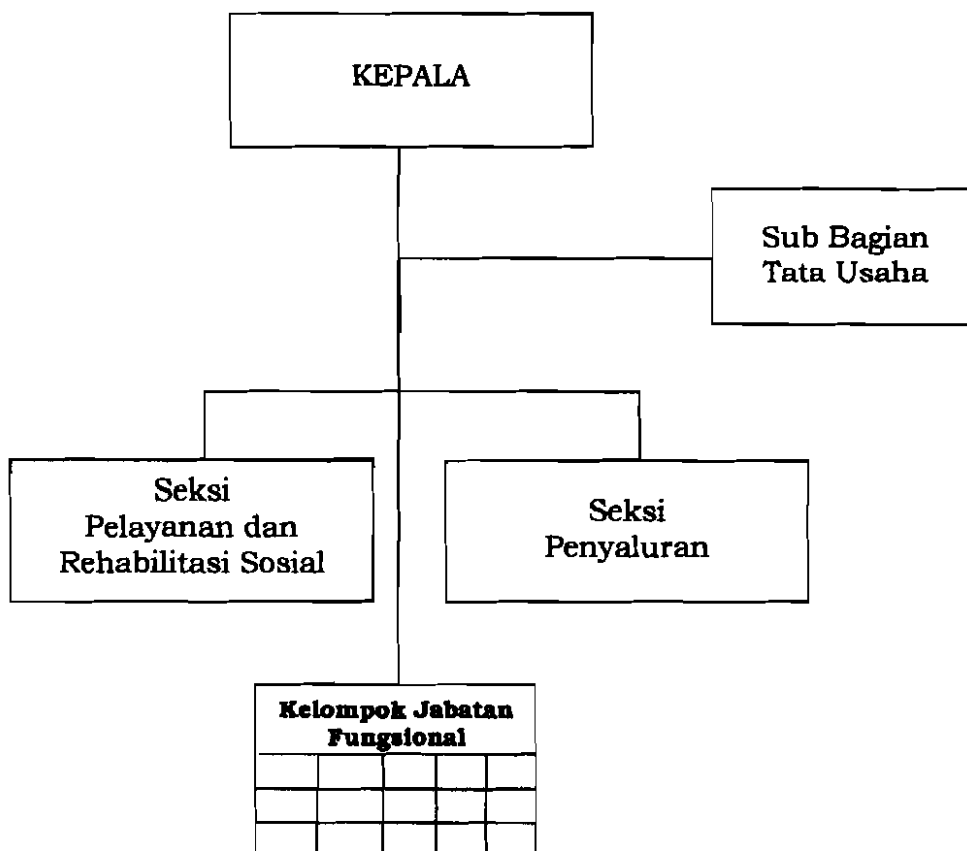 KEPALA
Sub Bagian
Tata Usaha
Seksi
Pelayanan dan
Rehabilitasi Sosial
Seksi
Penyaluran
Kelompok Jabatan
Fungsional